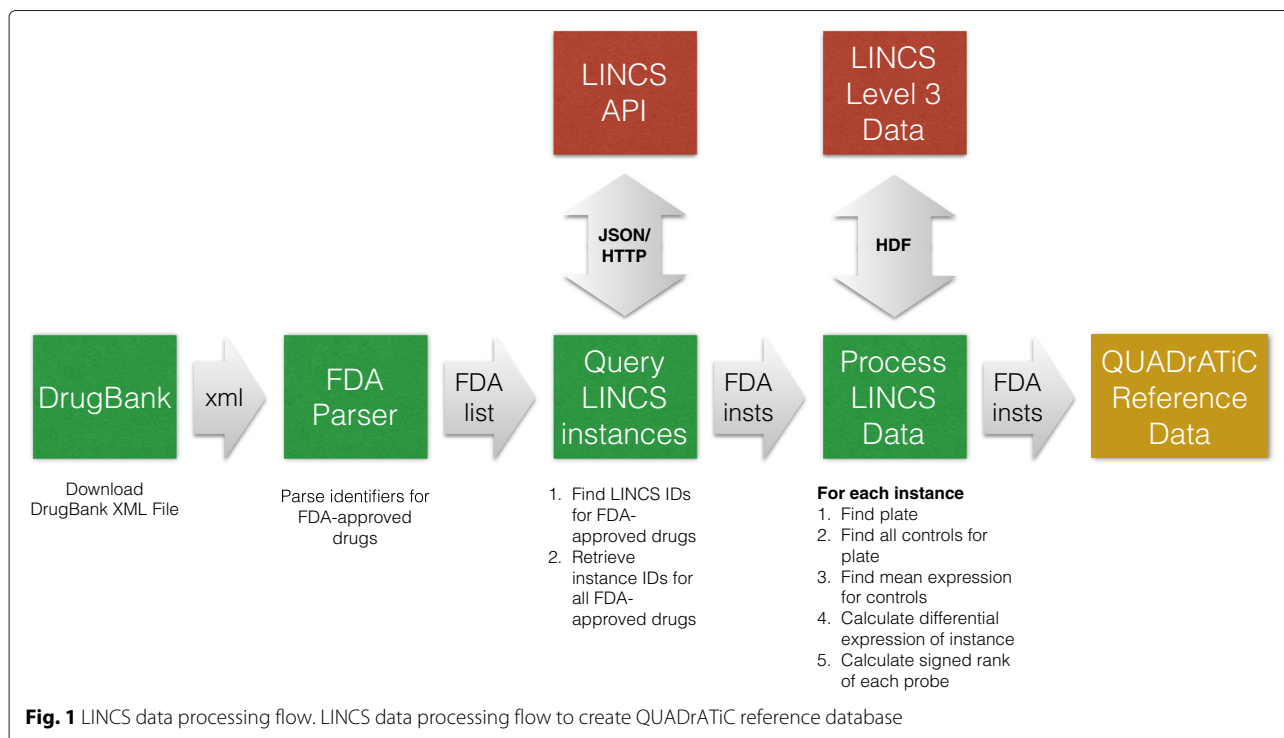 LINCS
API
LINCS
Level 3
Data
JSON/
HTTP
HDF
DrugBank
xml
FDA
Parser
FDA
list
Query
LINCS
instances
FDA
insts
Process
LINCS
Data
FDA
insts
QUADrATiC
Reference
Data
Download
DrugBank XML File
Parse identifiers for
FDA-approved
drugs
1. Find LINCS IDs
for FDA-
approved drugs
2. Retrieve
instance IDs for
all FDA-
approved drugs
For each instance
1. Find plate
2. Find all controls for
plate
3. Find mean expression
for controls
4. Calculate differential
expression of instance
5. Calculate signed rank
of each probe
Fig. 1 LINCS data processing flow. LINCS data processing flow to create QUADrATiC reference database